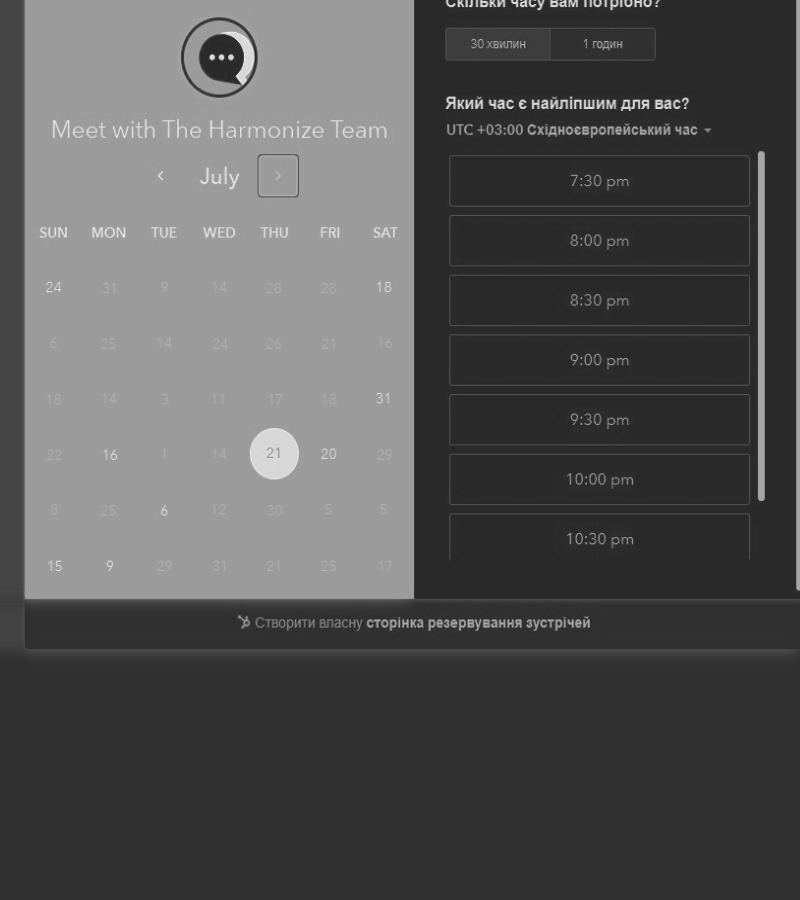 Скільки часу вам потрібно?
30 хвилин 1 годин
Який час є найліпшим для вас?
UTC +03:00 Східноєвропейський час
Meet with The Harmonize Team
July
SUN MON TUE WED THU FRI SAT
24 31 9 14 28 28 18
6 25 14 24 26 21 16
18 14 3 11 17 18 31
22 16 1 14 21 20 29
8 25 6 12 30 5 5
15 9 29 31 21 25 17
7:30 pm
8:00 pm
8:30 pm
9:00 pm
9:30 pm
10:00 pm
10:30 pm
Створити власну сторінка резервування зустрічей